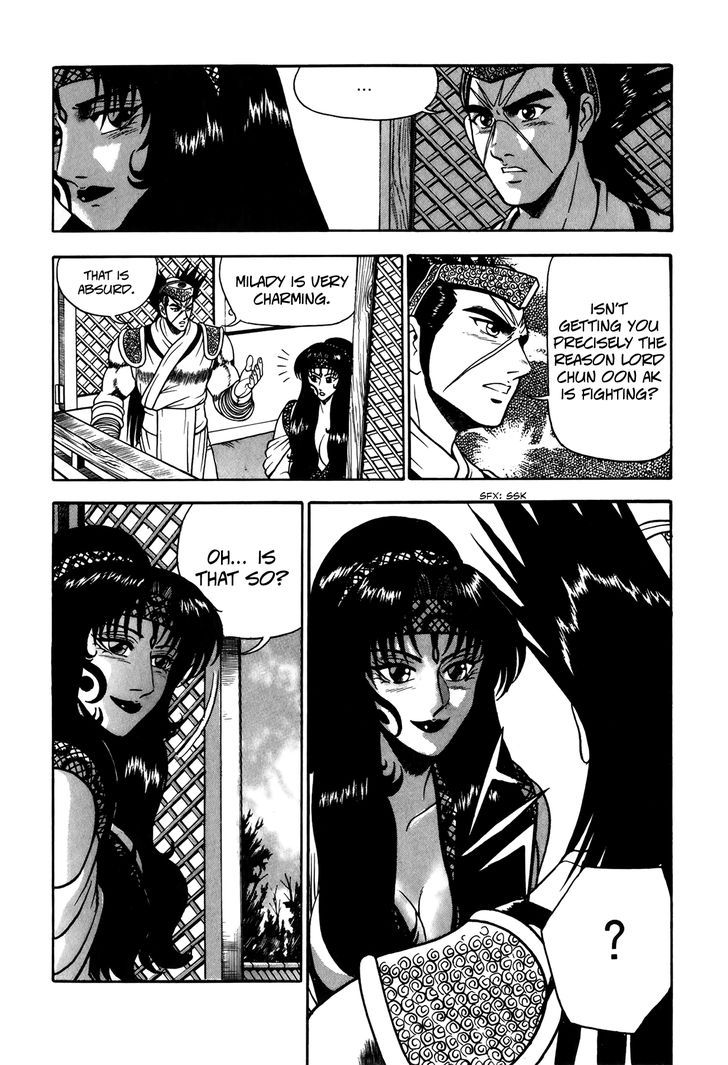 ...
THAT IS
ABSURD.
MILADY IS VERY
CHARMING.
ISN'T
GETTING YOU
PRECISELY THE
REASON LORD
CHUN OON AK
IS FIGHTING?
OH... IS
THAT SO?
SFX: SSK
?